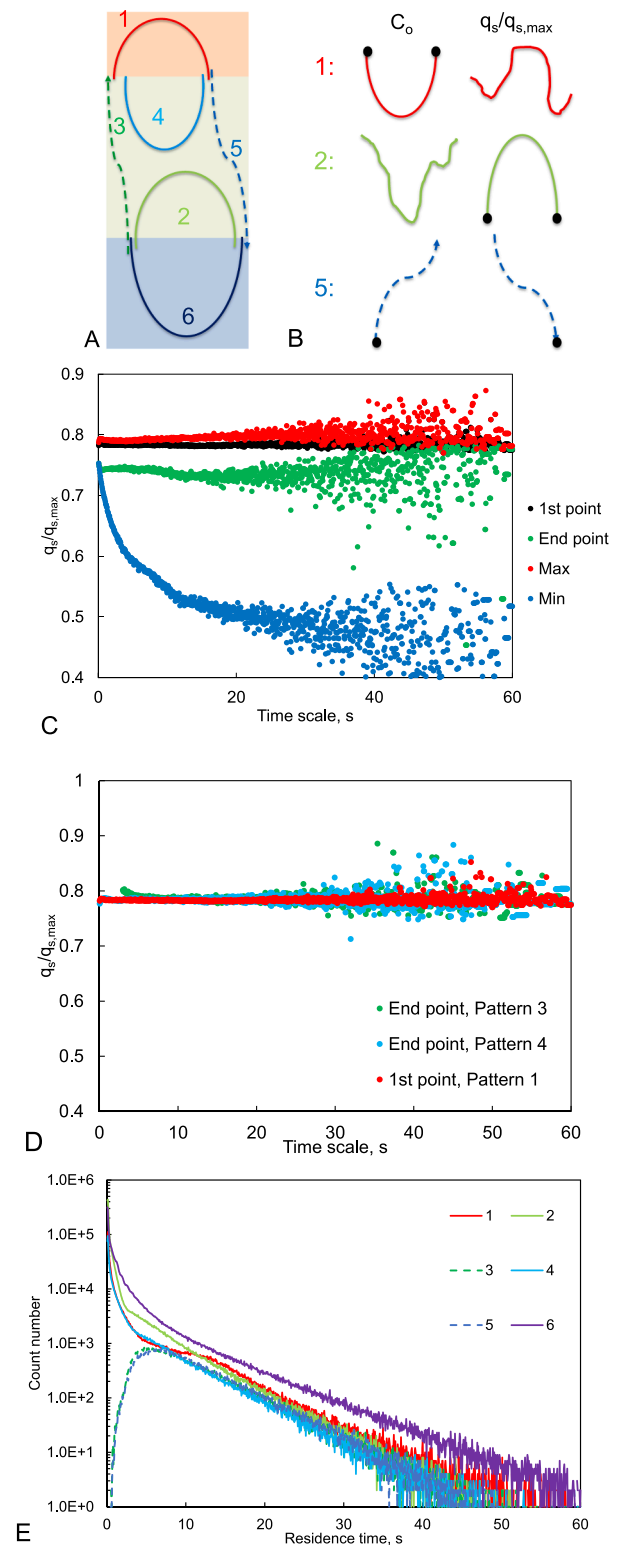 1
4
3
5
2
6
A
C_o
q_s/q_s,max
1:
2:
5:
B
0.9
0.8
0.7
0.6
0.5
0.4
q_s/q_s,max
0
20
40
60
Time scale, s
1st point
End point
Max
Min
C
1
0.9
0.8
0.7
0.6
0.5
0.4
q_s/q_s,max
0
10
20
30
40
50
60
Time scale, s
End point, Pattern 3
End point, Pattern 4
1st point, Pattern 1
D
1.0E+6
1.0E+5
1.0E+4
1.0E+3
1.0E+2
1.0E+1
1.0E+0
Count number
0
10
20
30
40
50
60
Residence time, s
1
2
3
4
5
6
E